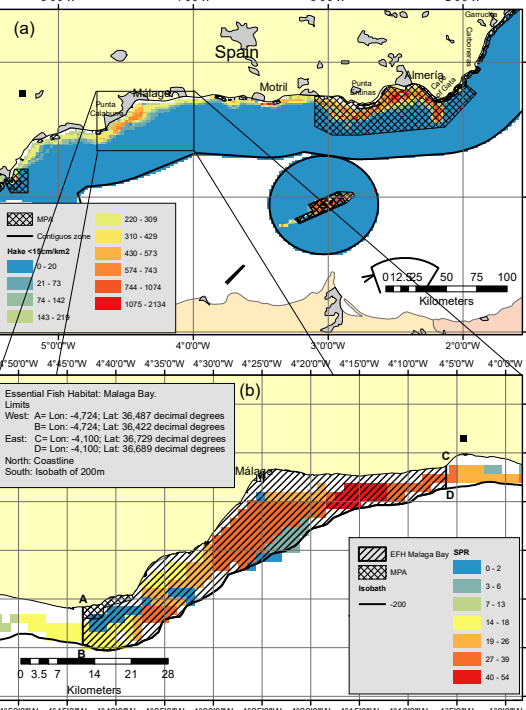 (a)
Garrucha
Carboneras
Spain
Almería
Málaga
Motril
Punta
Calaburra
Punta
Sabinas
Cabo
de Gata
MPA
Contiguos zone
Hake <15cm/km2
0 - 20
21 - 73
74 - 142
143 - 219
220 - 309
310 - 429
430 - 573
574 - 743
744 - 1074
1075 - 2134
0 12.5 25 50 75 100
Kilometers
5°0'0"W 4°0'0"W 3°0'0"W 2°0'0"W
4°50'0"W 4°45'0"W 4°40'0"W 4°35'0"W 4°30'0"W 4°25'0"W 4°20'0"W 4°15'0"W 4°10'0"W 4°5'0"W 4°0'0"W
Essential Fish Habitat: Malaga Bay.
Limits
West: A= Lon: -4,724; Lat: 36,487 decimal degrees
B= Lon: -4,724; Lat: 36,422 decimal degrees
East: C= Lon: -4,100; Lat: 36,729 decimal degrees
D= Lon: -4,100; Lat: 36,689 decimal degrees
North: Coastline
South: Isobath of 200m
(b)
Málaga
C
D
A
B
EFH Malaga Bay
MPA
Isobath
-200
SPR
0 - 2
3 - 6
7 - 13
14 - 18
19 - 26
27 - 39
40 - 54
0 3.5 7 14 21 28
Kilometers